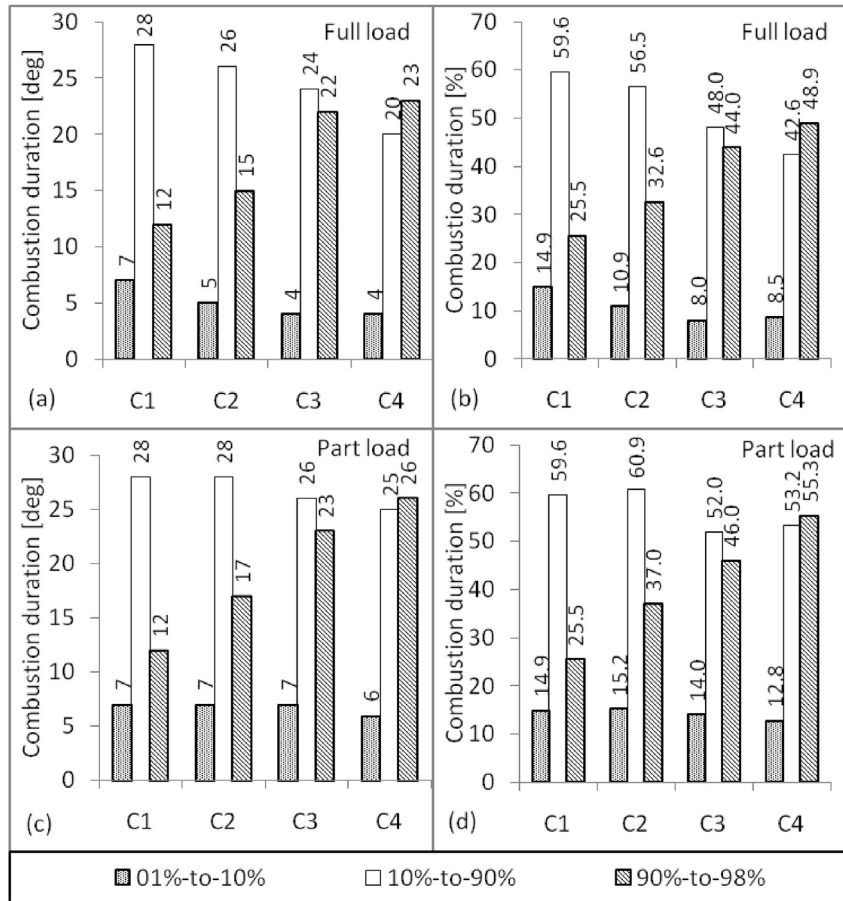 Full load
Combustion duration [deg]
30
25
20
15
10
5
0
28
26
24
22
20
23
7
12
5
15
4
4
(a)
C1
C2
C3
C4
Full load
Combustio duration [%]
70
60
50
40
30
20
10
0
59.6
56.5
48.0
44.0
42.6
48.9
14.9
25.5
10.9
32.6
8.0
8.5
(b)
C1
C2
C3
C4
Part load
Combustion duration [deg]
30
25
20
15
10
5
0
28
28
26
23
25
26
7
12
7
17
7
6
(c)
C1
C2
C3
C4
Part load
Combustion duration [%]
70
60
50
40
30
20
10
0
59.6
60.9
52.0
46.0
53.2
55.3
14.9
25.5
15.2
37.0
14.0
12.8
(d)
C1
C2
C3
C4
01%-to-10%
10%-to-90%
90%-to-98%